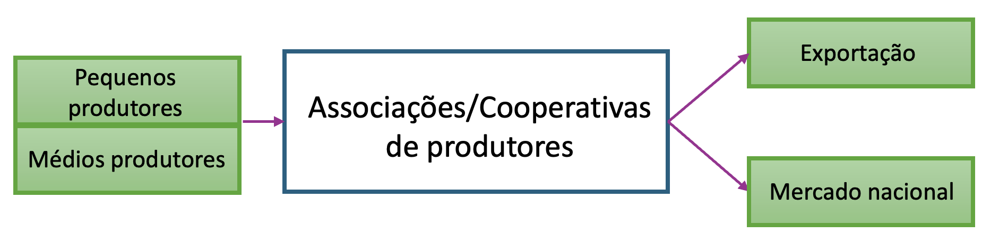 Pequenos
produtores
Médios produtores
Associações/Cooperativas
de produtores
Exportação
Mercado nacional